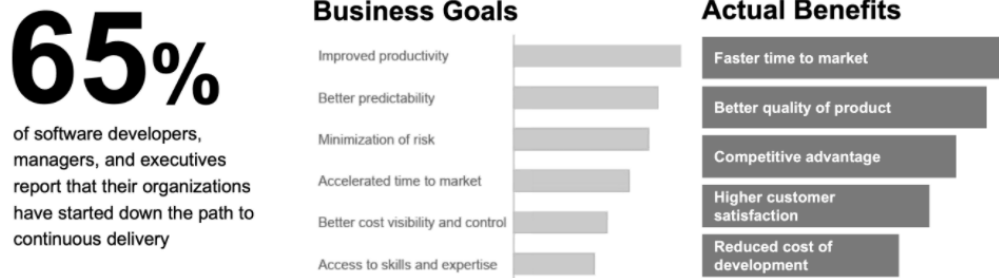 65%
of software developers,
managers, and executives
report that their organizations
have started down the path to
continuous delivery
Business Goals
Improved productivity
Better predictability
Minimization of risk
Accelerated time to market
Better cost visibility and control
Access to skills and expertise
Actual Benefits
Faster time to market
Better quality of product
Competitive advantage
Higher customer
satisfaction
Reduced cost of
development